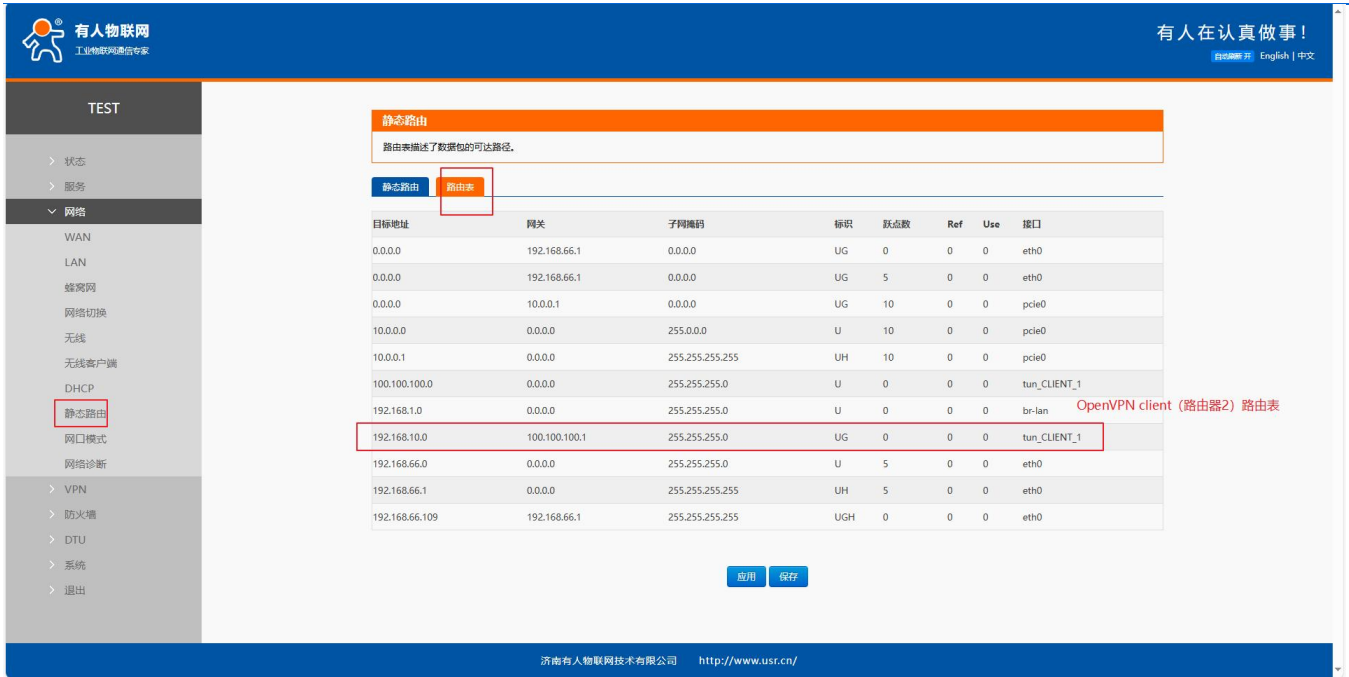 有人物联网
工业物联网通信专家
有人在认真做事！
自动刷新 开 English | 中文
TEST
状态
服务
网络
WAN
LAN
蜂窝网
网络切换
无线
无线客户端
DHCP
静态路由
网口模式
网络诊断
VPN
防火墙
DTU
系统
退出
静态路由
路由表描述了数据包的可达路径。
静态路由 路由表
目标地址 网关 子网掩码 标识 跃点数 Ref Use 接口
0.0.0.0 192.168.66.1 0.0.0.0 UG 0 0 0 eth0
0.0.0.0 192.168.66.1 0.0.0.0 UG 5 0 0 eth0
0.0.0.0 10.0.0.1 0.0.0.0 UG 10 0 0 pcie0
10.0.0.0 0.0.0.0 255.0.0.0 U 10 0 0 pcie0
10.0.0.1 0.0.0.0 255.255.255.255 UH 10 0 0 pcie0
100.100.100.0 0.0.0.0 255.255.255.0 U 0 0 0 tun_CLIENT_1
192.168.1.0 0.0.0.0 255.255.255.0 U 0 0 0 br-lan
OpenVPN client（路由器2）路由表
192.168.10.0 100.100.100.1 255.255.255.0 UG 0 0 0 tun_CLIENT_1
192.168.66.0 0.0.0.0 255.255.255.0 U 5 0 0 eth0
192.168.66.1 0.0.0.0 255.255.255.255 UH 5 0 0 eth0
192.168.66.109 192.168.66.1 255.255.255.255 UGH 0 0 0 eth0
应用 保存
济南有人物联网技术有限公司 http://www.usr.cn/